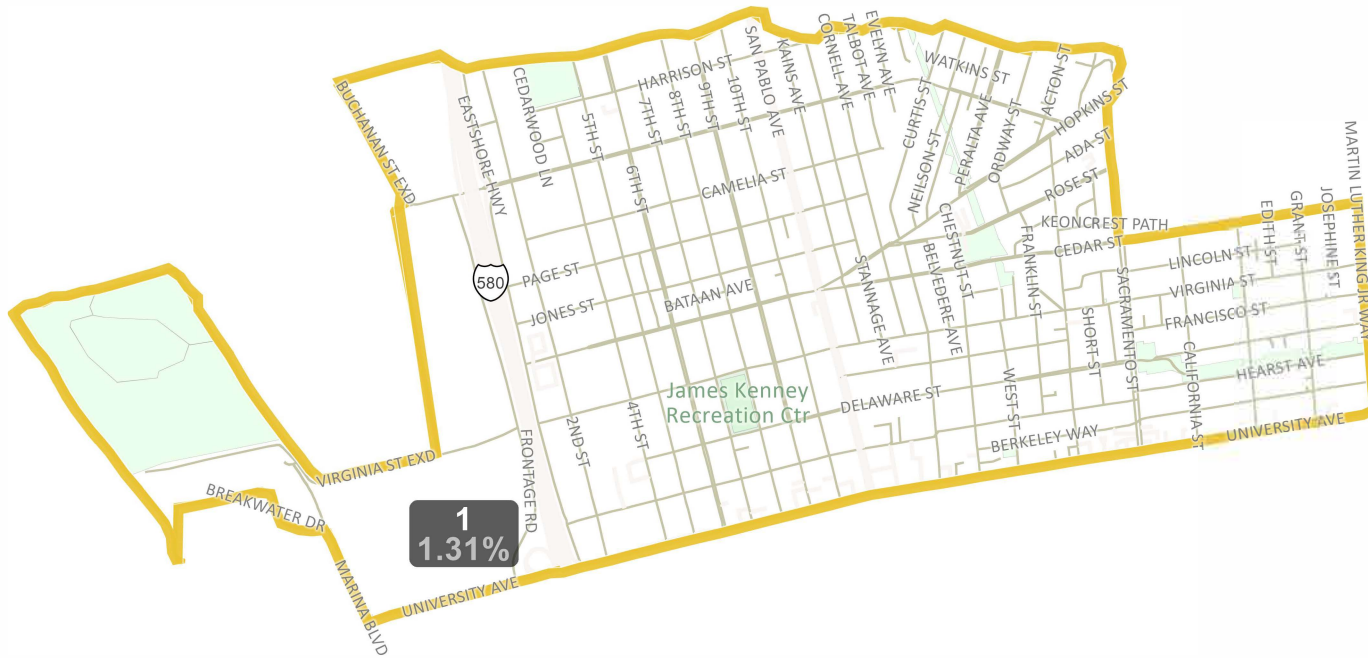 EVELYN AVE
TALBOT AVE
CORNELL AVE
KAINS AVE
SAN PABLO AVE
10TH ST
9TH ST
8TH ST
7TH ST
HARRISON ST
WATKINS ST
ACTON ST
HOPKINS ST
CEDARWOOD LN
5TH ST
BUCHANAN ST EXD
EASTSHORE HWY
CURTIS ST
PERALTA AVE
ORDWAY ST
ADA ST
NEILSON ST
6TH ST
CAMELIA ST
ROSE ST
KEONCREST PATH
MARTIN LUTHER KING JR WAY
JOSEPHINE ST
GRANT ST
EDITH ST
CHESTNUT ST
FRANKLIN ST
CEDAR ST
LINCOLN ST
580
PAGE ST
STANNAGE AVE
BELVEDERE AVE
SACRAMENTO ST
VIRGINIA ST
JONES ST
BATAAN AVE
SHORT ST
FRANCISCO ST
CALIFORNIA ST
HEARST AVE
James Kenney
Recreation Ctr
DELAWARE ST
WEST ST
2ND ST
4TH ST
BERKELEY WAY
UNIVERSITY AVE
VIRGINIA ST EXD
FRONTAGE RD
BREAKWATER DR
1
1.31%
MARINA BLVD
UNIVERSITY AVE